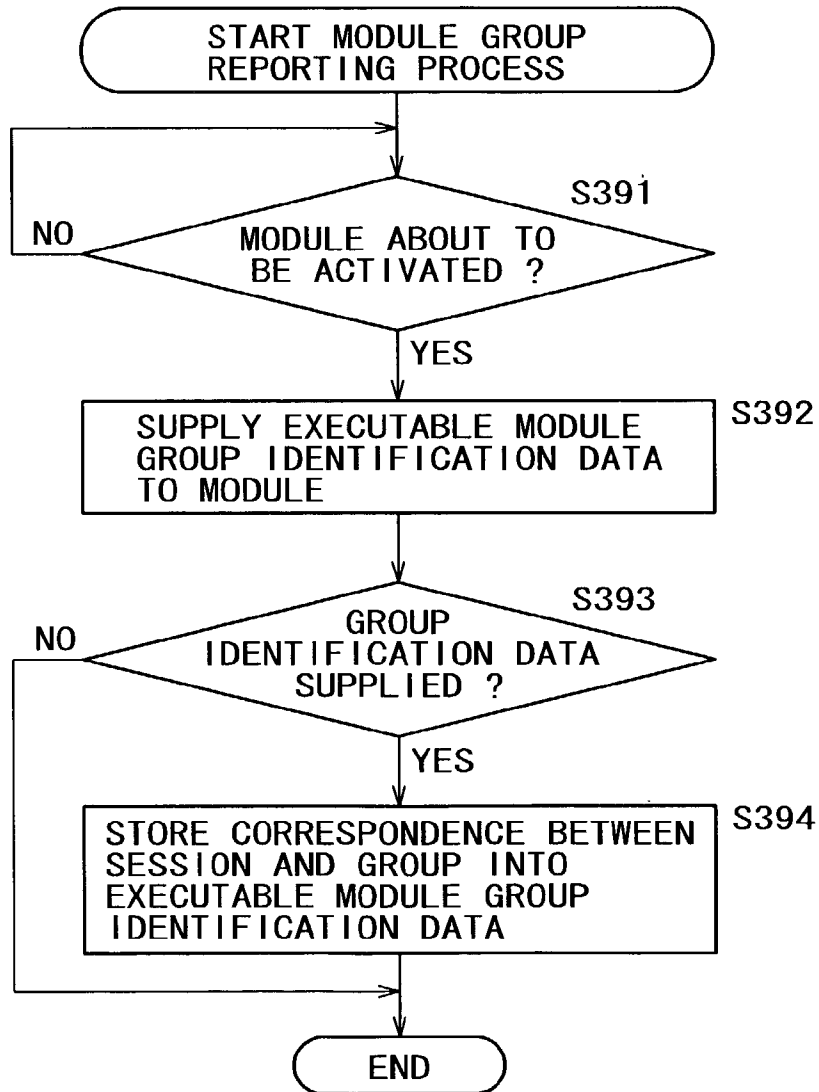 START MODULE GROUP
REPORTING PROCESS
S391
NO
MODULE ABOUT TO
BE ACTIVATED ?
YES
S392
SUPPLY EXECUTABLE MODULE
GROUP IDENTIFICATION DATA
TO MODULE
S393
NO
GROUP
IDENTIFICATION DATA
SUPPLIED ?
YES
S394
STORE CORRESPONDENCE BETWEEN
SESSION AND GROUP INTO
EXECUTABLE MODULE GROUP
IDENTIFICATION DATA
END